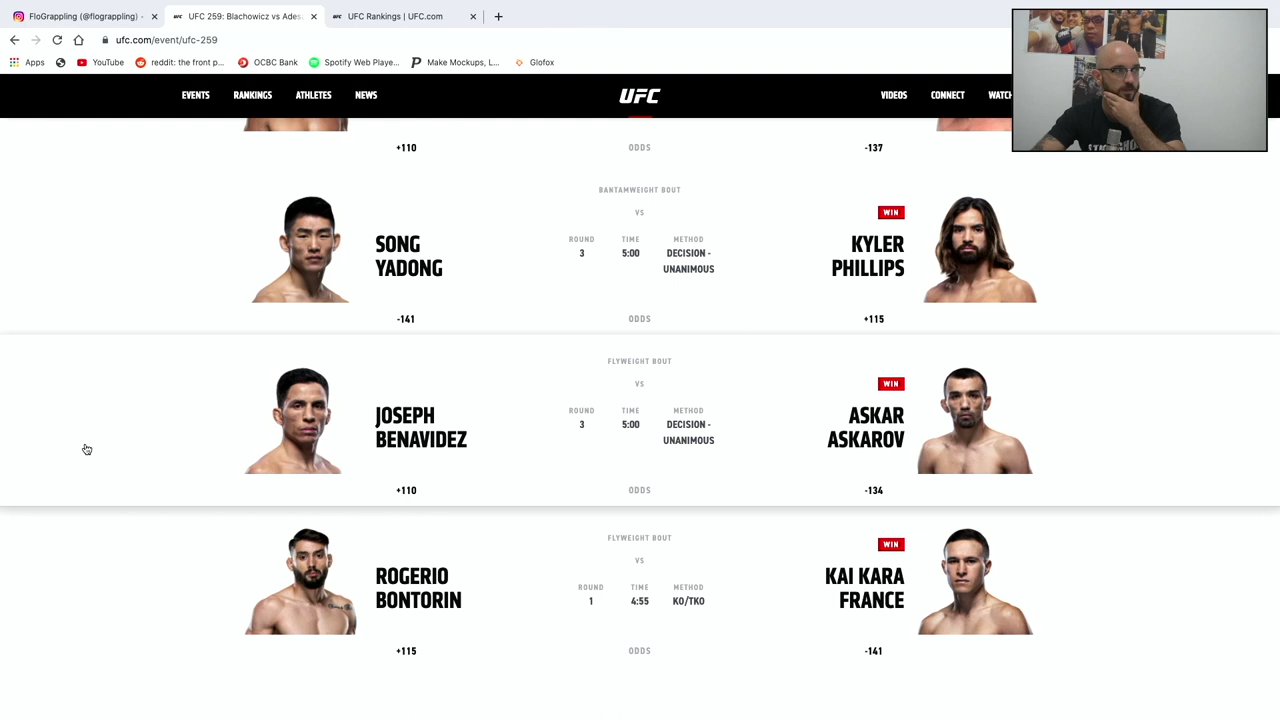 FloGrappling (@flograppling) ·
UFC 259: Blachowicz vs Ades
UFC Rankings | UFC.com
ufc.com/event/ufc-259
Apps
YouTube
reddit: the front p...
OCBC Bank
Spotify Web Playe...
Make Mockups, L...
Glofox
EVENTS
RANKINGS
ATHLETES
NEWS
UFC
VIDEOS
CONNECT
WATCH
+110
ODDS
-137
BANTAMWEIGHT BOUT
VS
WIN
SONG
YADONG
ROUND
TIME
METHOD
3
5:00
DECISION -
UNANIMOUS
KYLER
PHILLIPS
-141
ODDS
+115
FLYWEIGHT BOUT
VS
WIN
JOSEPH
BENAVIDEZ
ROUND
TIME
METHOD
3
5:00
DECISION -
UNANIMOUS
ASKAR
ASKAROV
+110
ODDS
-134
FLYWEIGHT BOUT
VS
WIN
ROGERIO
BONTORIN
ROUND
TIME
METHOD
1
4:55
KO/TKO
KAI KARA
FRANCE
+115
ODDS
-141